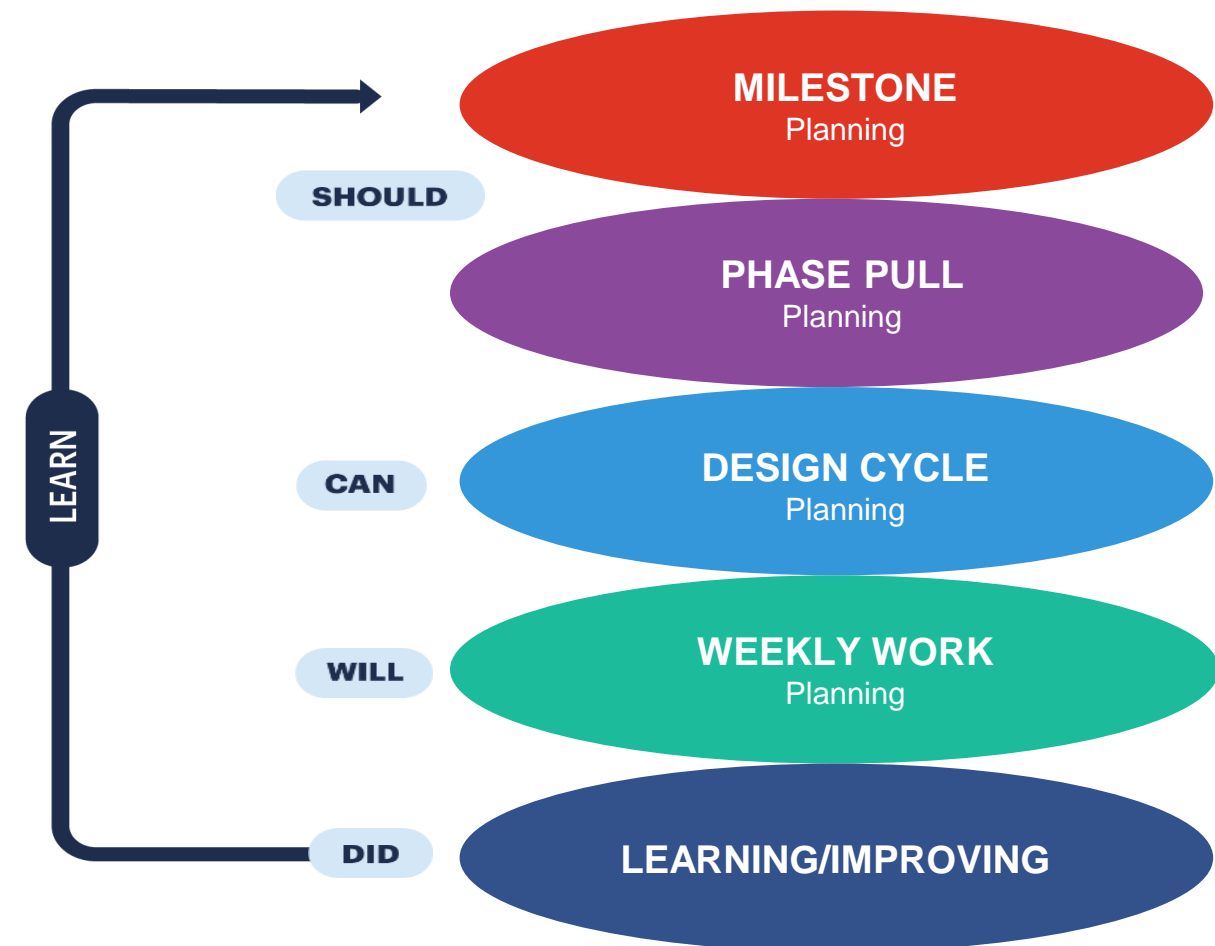 MILESTONE
Planning
SHOULD
PHASE PULL
Planning
LEARN
CAN
DESIGN CYCLE
Planning
WILL
WEEKLY WORK
Planning
DID
LEARNING/IMPROVING